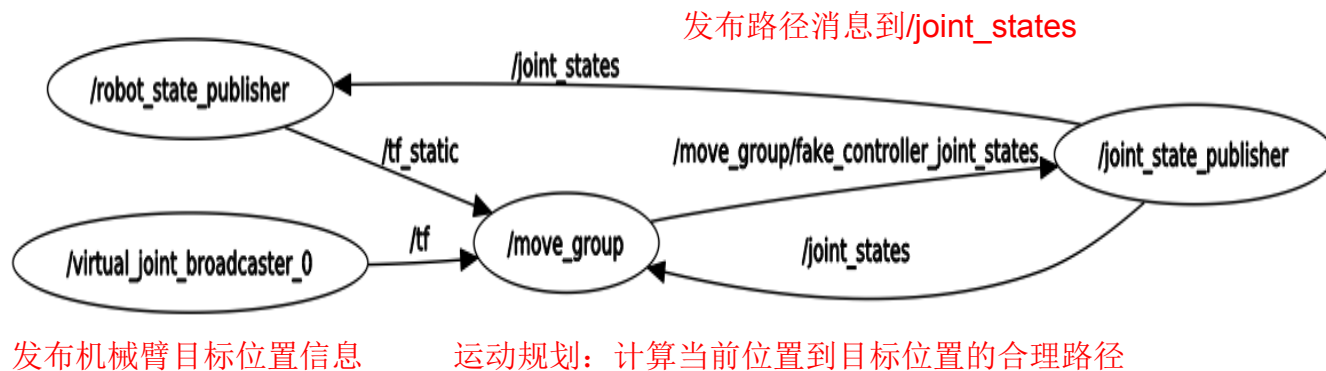 发布路径消息到/joint_states
/joint_states
/robot_state_publisher
/tf_static
/move_group/fake_controller_joint_states
/joint_state_publisher
/virtual_joint_broadcaster_0
/tf
/move_group
/joint_states
发布机械臂目标位置信息
运动规划：计算当前位置到目标位置的合理路径